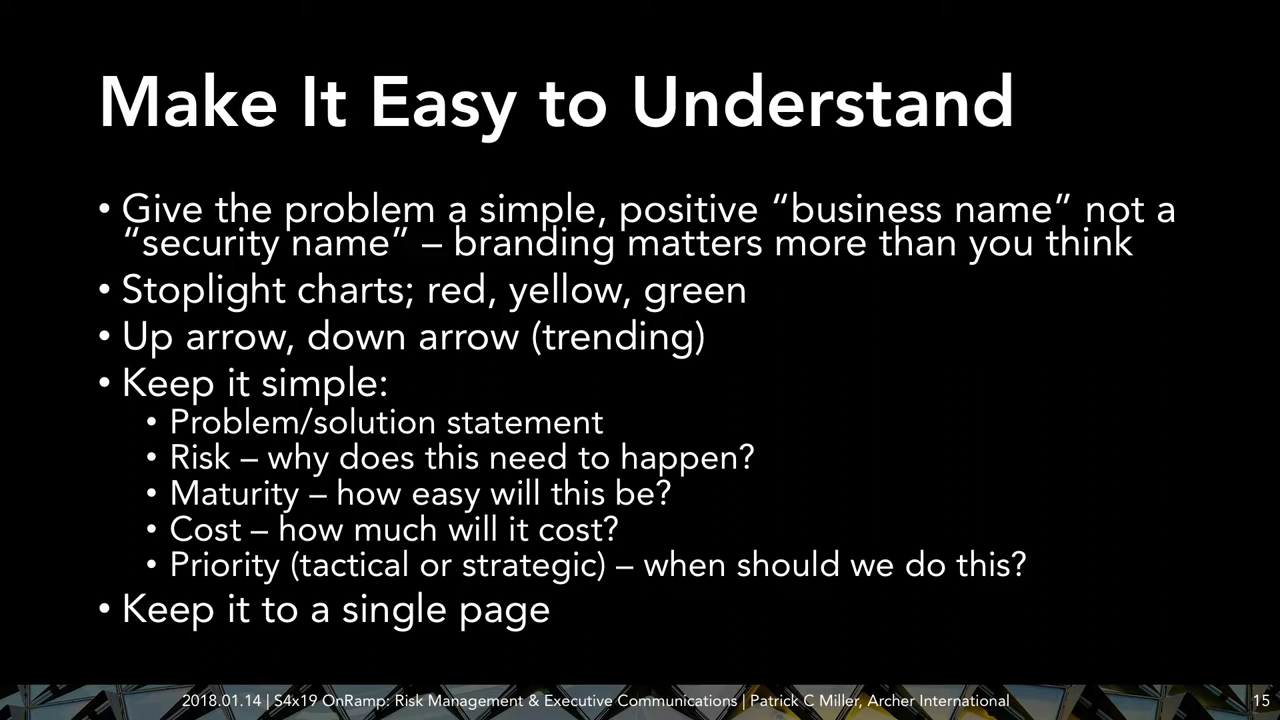 Make It Easy to Understand
• Give the problem a simple, positive “business name” not a
“security name” – branding matters more than you think
• Stoplight charts; red, yellow, green
• Up arrow, down arrow (trending)
• Keep it simple:
• Problem/solution statement
• Risk – why does this need to happen?
• Maturity – how easy will this be?
• Cost – how much will it cost?
• Priority (tactical or strategic) – when should we do this?
• Keep it to a single page
2018.01.14 | S4x19 OnRamp: Risk Management & Executive Communications | Patrick C Miller, Archer International 15